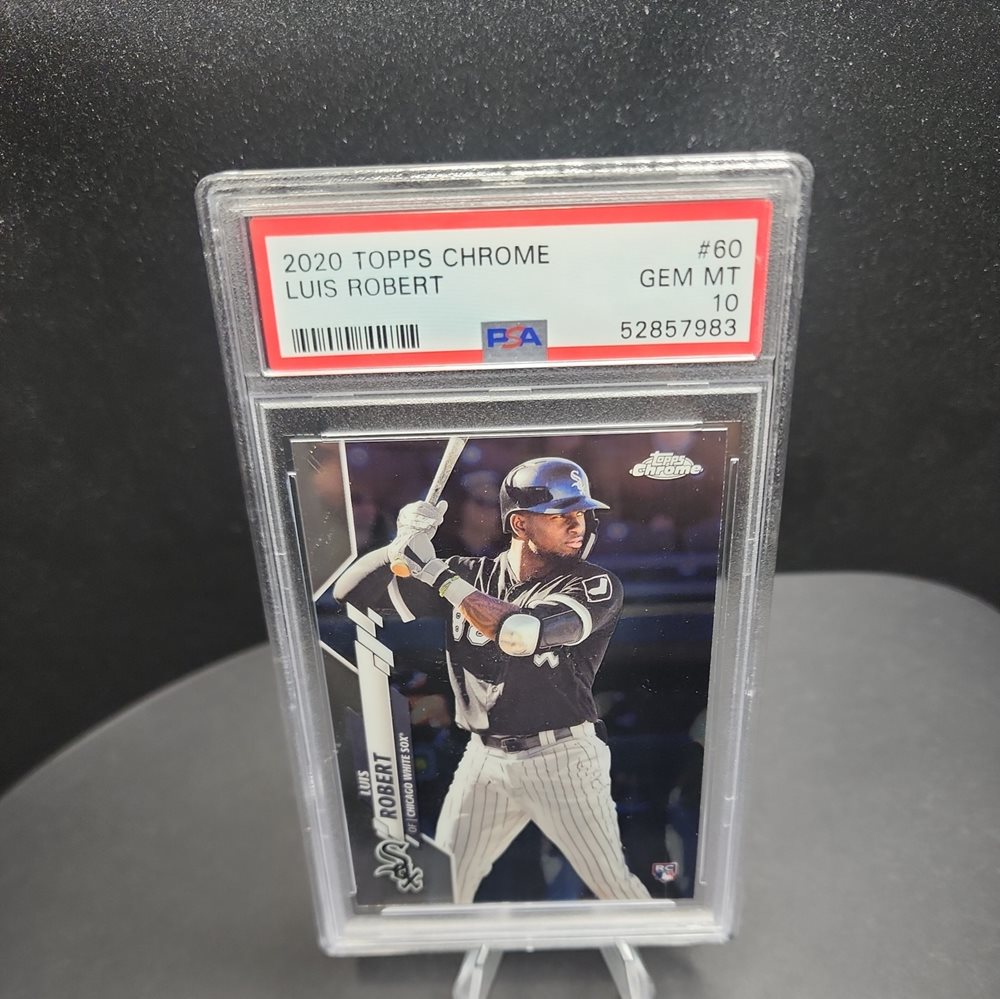 2020 TOPPS CHROME #60
LUIS ROBERT GEM MT
10
PSA 52857983
Topps
Chrome
LUIS
ROBERT
OF | CHICAGO WHITE SOX
Sox
RC